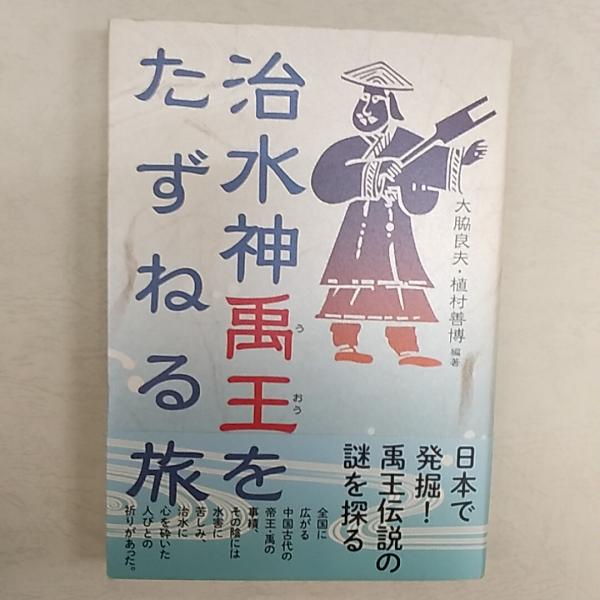 治水神禹王を
たずねる旅
う
おう
大脇良夫・植村善博 編著
日本で
発掘!
禹王伝説の
謎を探る
全国に
広がる
中国古代の
帝王・禹の
事積、
その陰には
水害に
苦しみ、
治水に
心を砕いた
人びとの
祈りがあった。